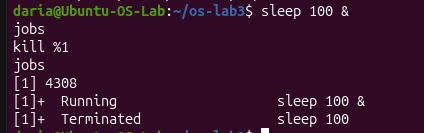 daria@Ubuntu-OS-Lab:~/os-lab3$ sleep 100 &
jobs
kill %1
jobs
[1] 4308
[1]+  Running                 sleep 100 &
[1]+  Terminated              sleep 100